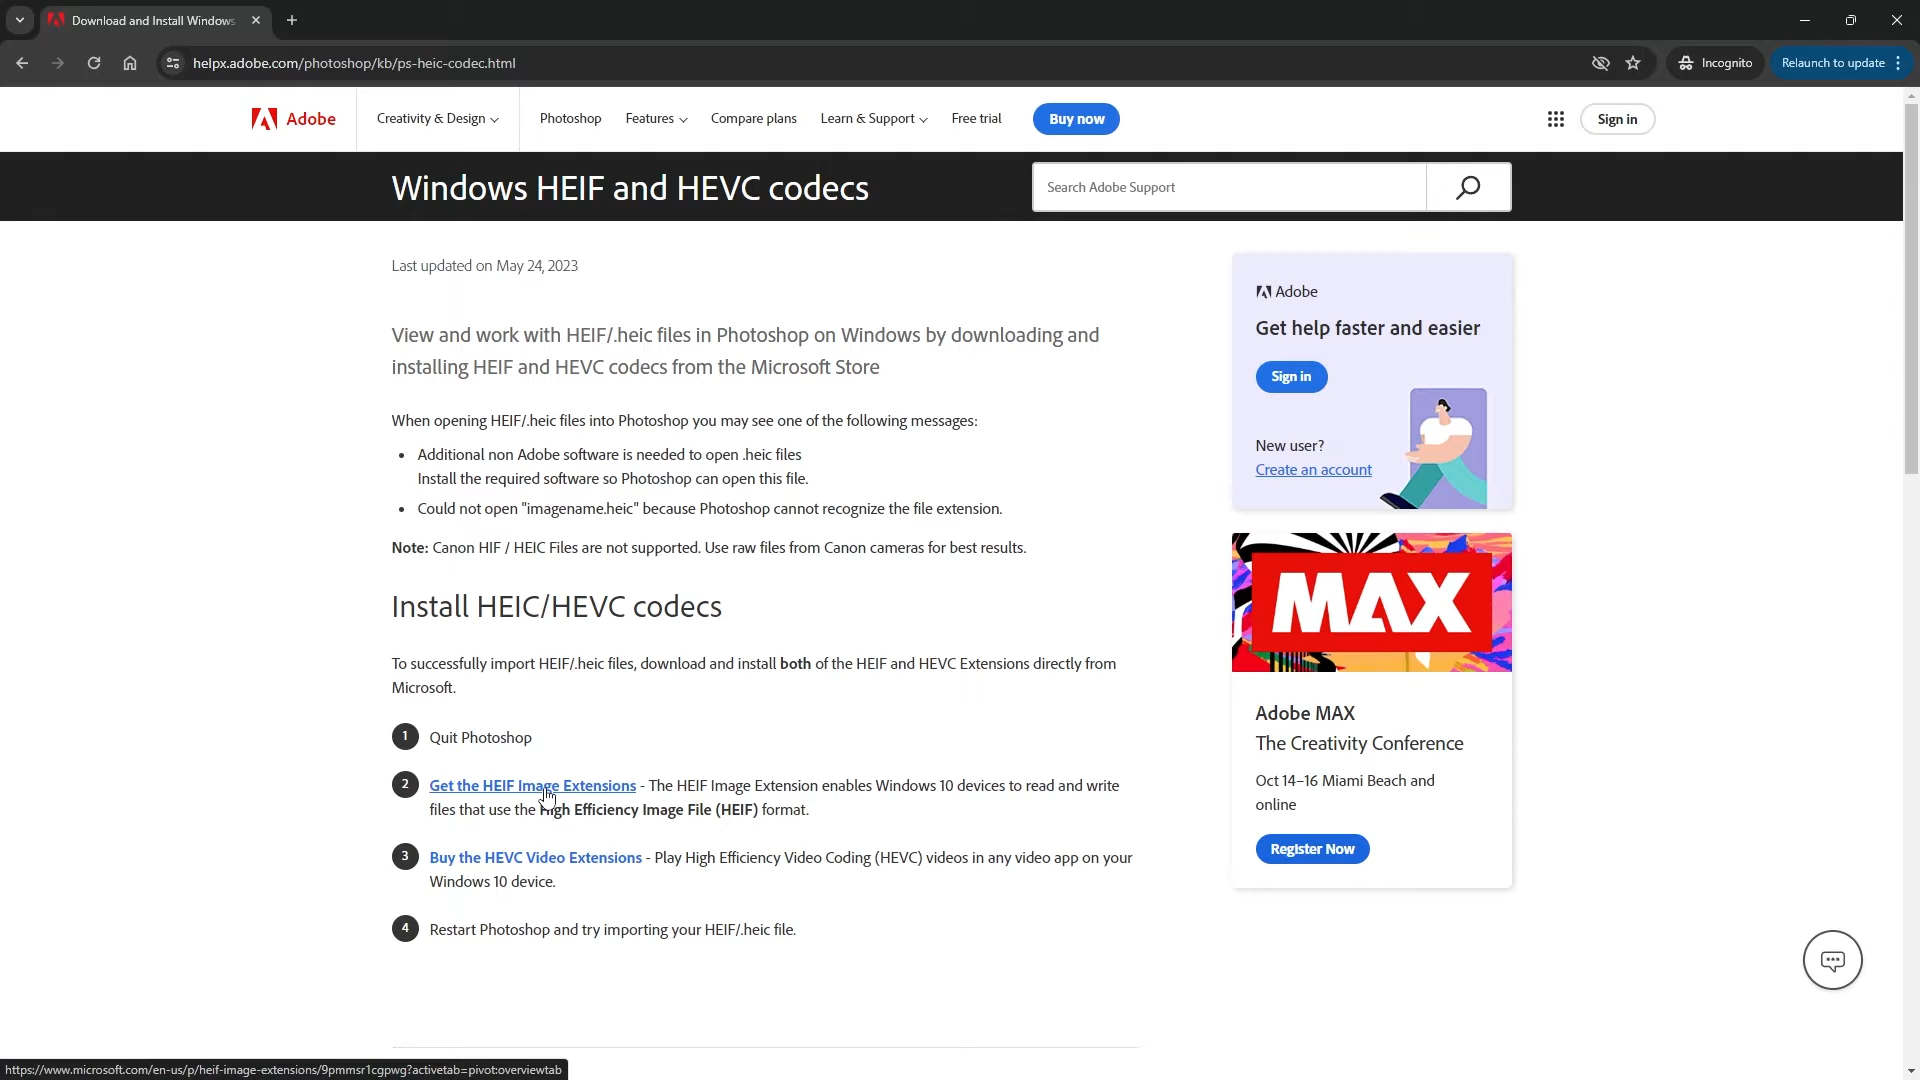 Download and Install Windows
helpx.adobe.com/photoshop/kb/ps-heic-codec.html
Incognito
Relaunch to update
Adobe
Creativity & Design
Photoshop
Features
Compare plans
Learn & Support
Free trial
Buy now
Sign in
Windows HEIF and HEVC codecs
Search Adobe Support
Last updated on May 24, 2023
View and work with HEIF/.heic files in Photoshop on Windows by downloading and
installing HEIF and HEVC codecs from the Microsoft Store
When opening HEIF/.heic files into Photoshop you may see one of the following messages:
• Additional non Adobe software is needed to open .heic files
Install the required software so Photoshop can open this file.
• Could not open "imagename.heic" because Photoshop cannot recognize the file extension.
Note: Canon HIF / HEIC Files are not supported. Use raw files from Canon cameras for best results.
Install HEIC/HEVC codecs
To successfully import HEIF/.heic files, download and install both of the HEIF and HEVC Extensions directly from
Microsoft.
1 Quit Photoshop
2 Get the HEIF Image Extensions - The HEIF Image Extension enables Windows 10 devices to read and write
files that use the High Efficiency Image File (HEIF) format.
3 Buy the HEVC Video Extensions - Play High Efficiency Video Coding (HEVC) videos in any video app on your
Windows 10 device.
4 Restart Photoshop and try importing your HEIF/.heic file.
Adobe
Get help faster and easier
Sign in
New user?
Create an account
MAX
Adobe MAX
The Creativity Conference
Oct 14–16 Miami Beach and
online
Register Now
https://www.microsoft.com/en-us/p/heif-image-extensions/9pmmsr1cgpwg?activetab=pivot:overviewtab